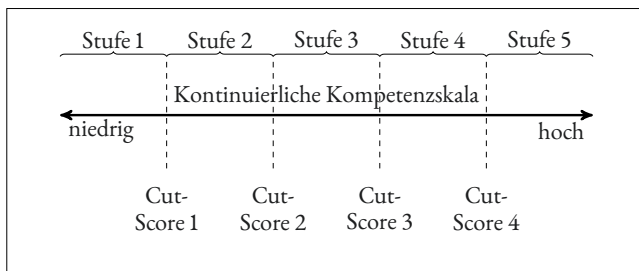 Stufe 1 Stufe 2 Stufe 3 Stufe 4 Stufe 5
Kontinuierliche Kompetenzskala
niedrig hoch
Cut- Cut- Cut- Cut-
Score 1 Score 2 Score 3 Score 4